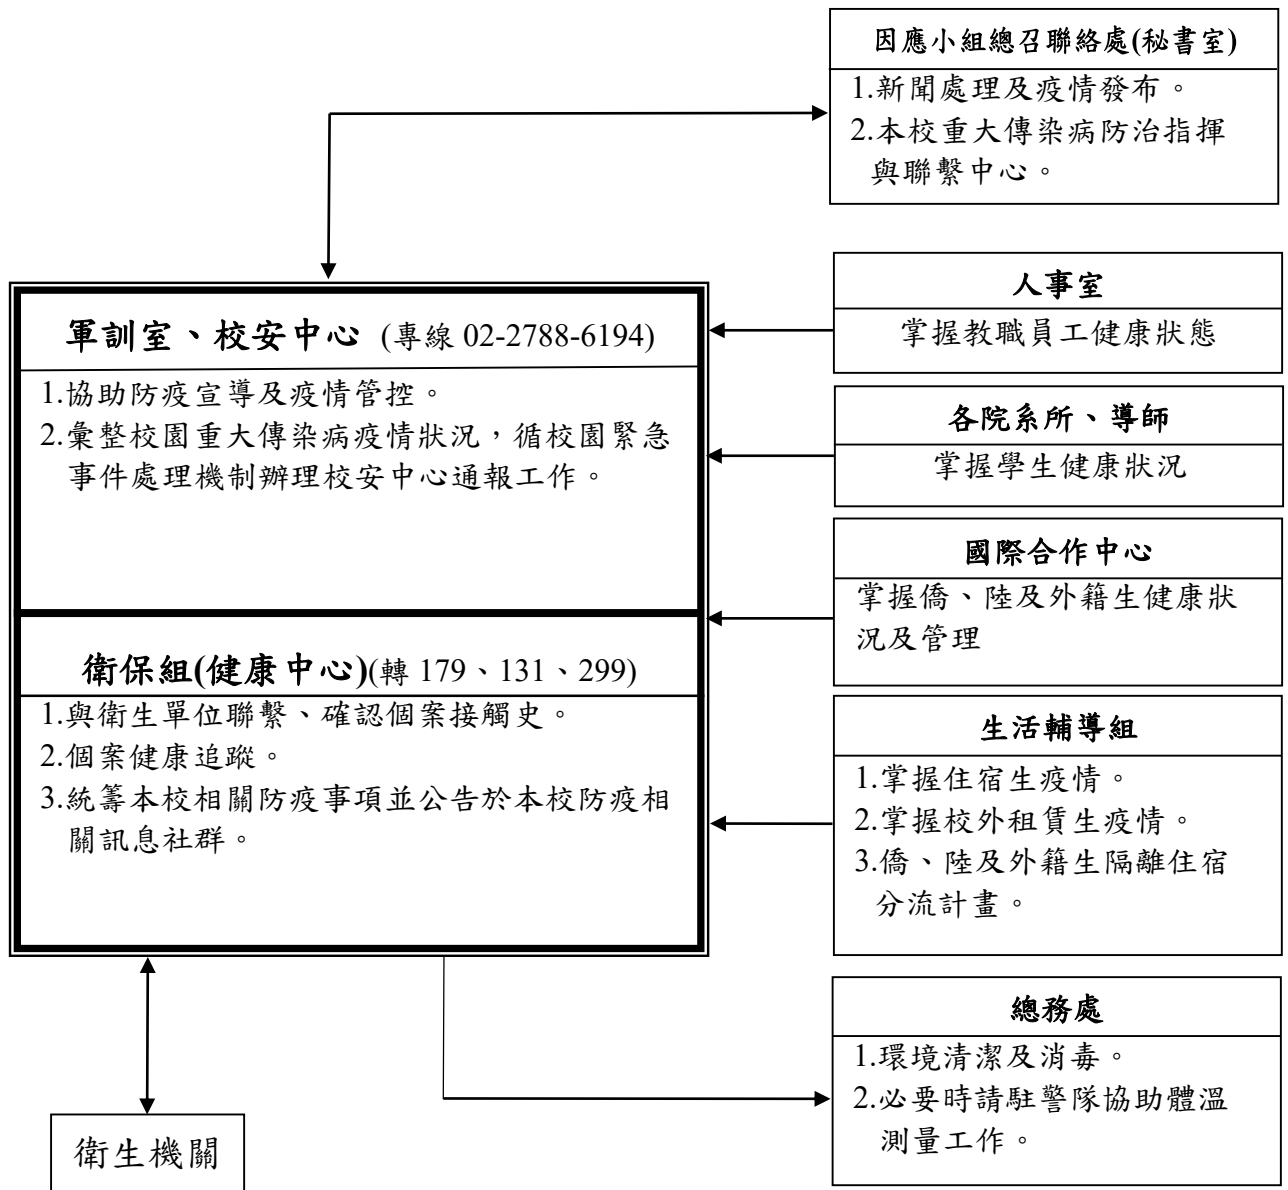 因應小組總召聯絡處(秘書室)
1.新聞處理及疫情發布。
2.本校重大傳染病防治指揮
與聯繫中心。
軍訓室、校安中心 (專線 02-2788-6194)
1.協助防疫宣導及疫情管控。
2.彙整校園重大傳染病疫情狀況，循校園緊急
事件處理機制辦理校安中心通報工作。
衛保組(健康中心)(轉 179、131、299)
1.與衛生單位聯繫、確認個案接觸史。
2.個案健康追蹤。
3.統籌本校相關防疫事項並公告於本校防疫相
關訊息社群。
人事室
掌握教職員工健康狀態
各院系所、導師
掌握學生健康狀況
國際合作中心
掌握僑、陸及外籍生健康狀
況及管理
生活輔導組
1.掌握住宿生疫情。
2.掌握校外租賃生疫情。
3.僑、陸及外籍生隔離住宿
分流計畫。
總務處
1.環境清潔及消毒。
2.必要時請駐警隊協助體溫
測量工作。
衛生機關